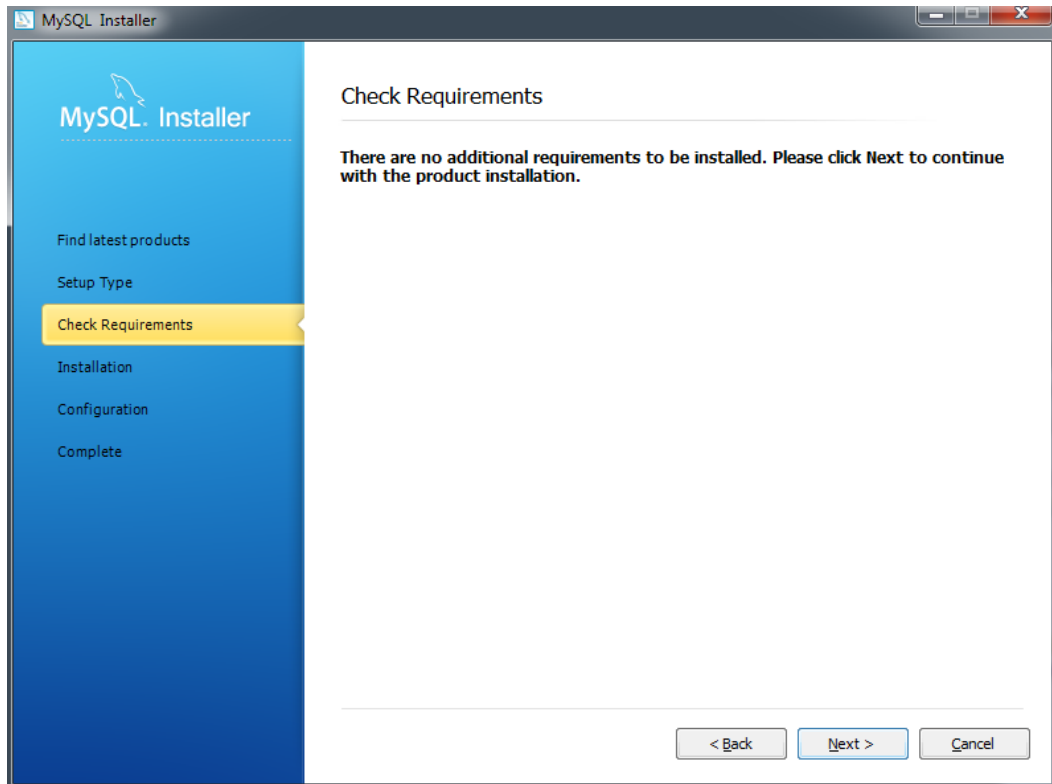 MySQL Installer
MySQL. Installer
Find latest products
Setup Type
Check Requirements
Installation
Configuration
Complete
Check Requirements
There are no additional requirements to be installed. Please click Next to continue
with the product installation.
< Back
Next >
Cancel